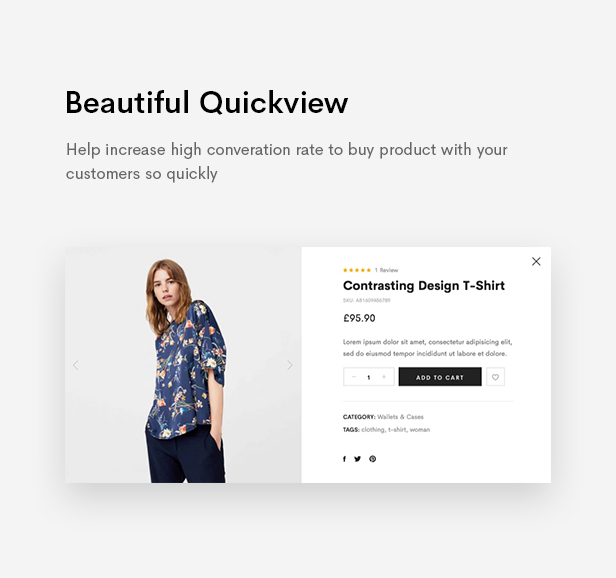 Beautiful Quickview
Help increase high converation rate to buy product with your
customers so quickly
1 Review
Contrasting Design T-Shirt
£95.90
Lorem ipsum dolor sit amet, consectetur adipisicing elit,
sed do eiusmod tempor incididunt ut labore et dolore.
- 1 + ADD TO CART
CATEGORY: Wallets & Cases
TAGS: clothing, t-shirt, woman